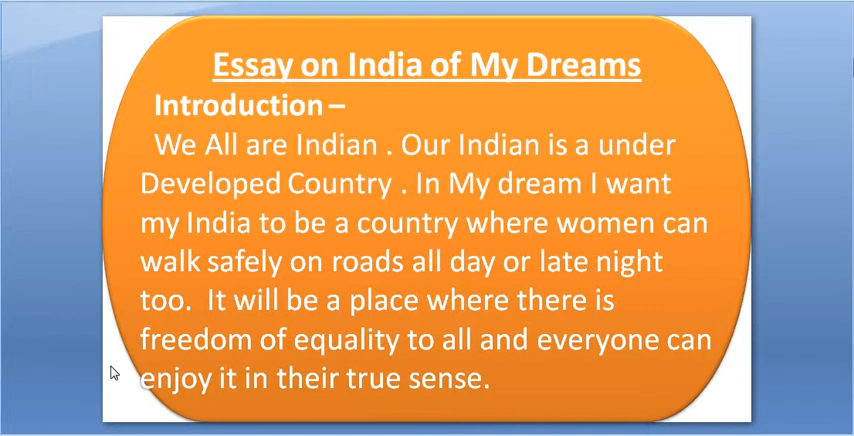 Essay on India of My Dreams
Introduction –
We All are Indian . Our Indian is a under
Developed Country . In My dream I want
my India to be a country where women can
walk safely on roads all day or late night
too. It will be a place where there is
freedom of equality to all and everyone can
enjoy it in their true sense.